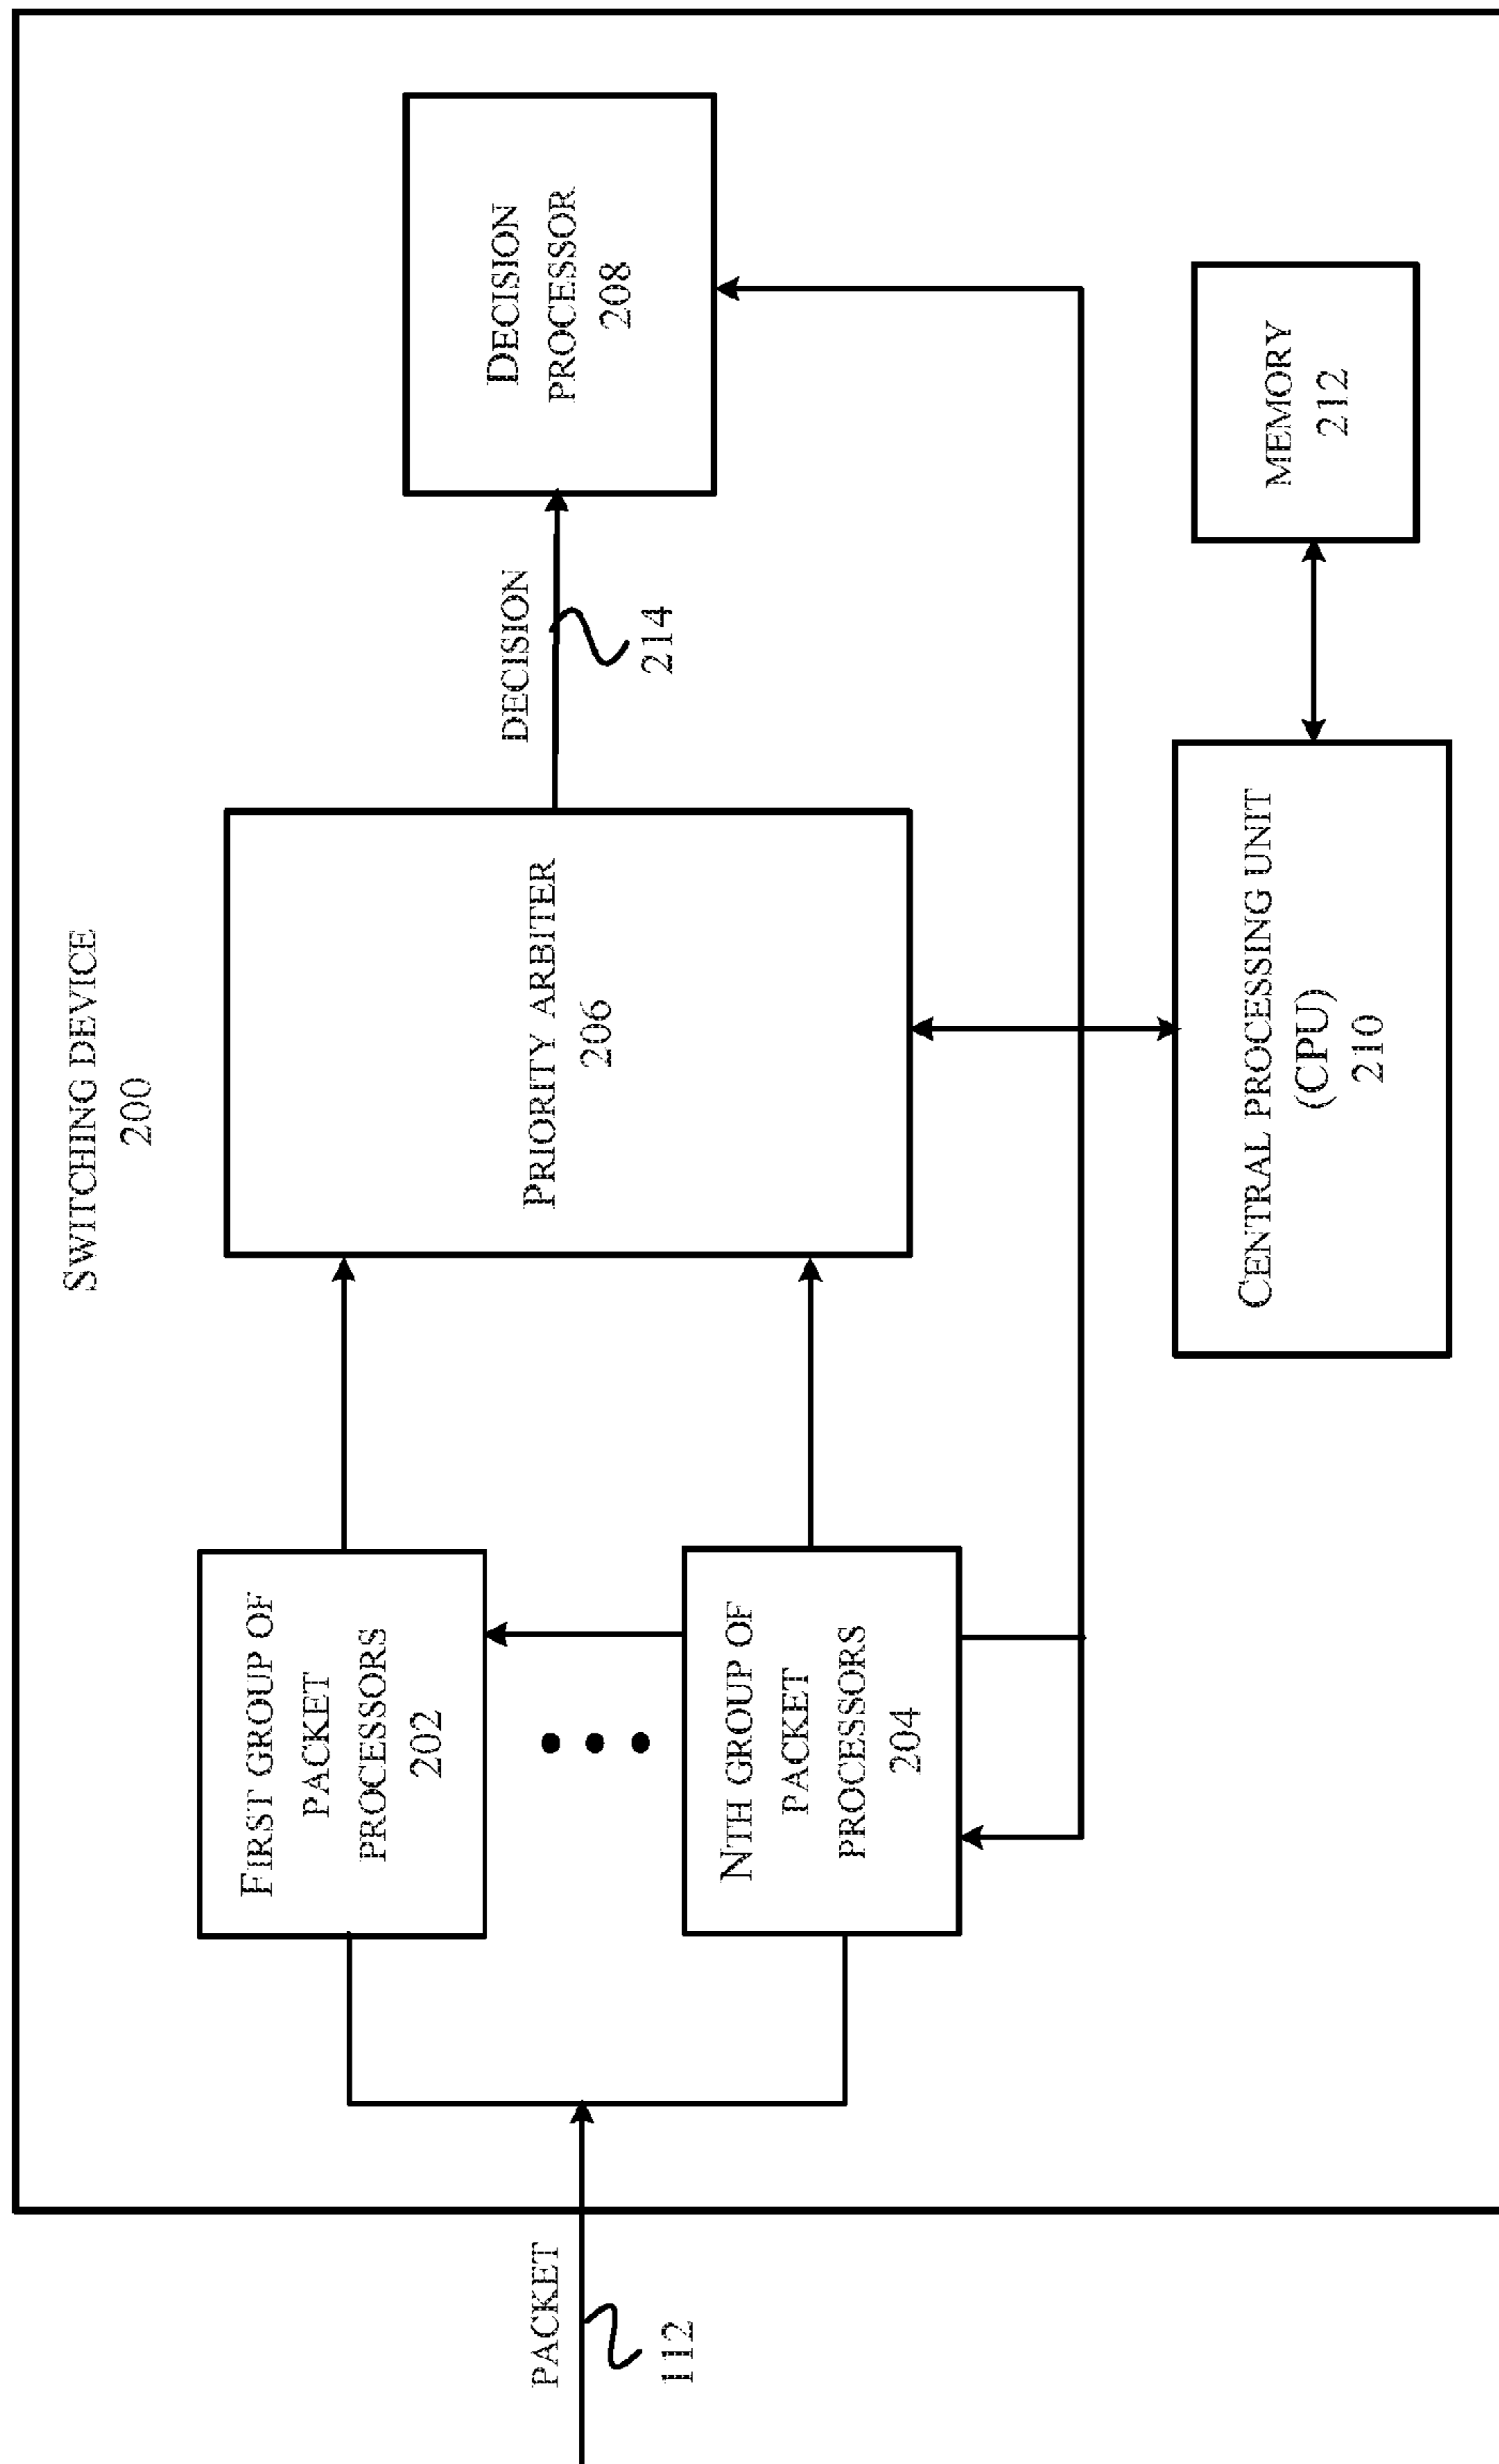 SWITCHING DEVICE
200
PACKET
112
FIRST GROUP OF
PACKET
PROCESSORS
202
NTH GROUP OF
PACKET
PROCESSORS
204
PRIORITY ARBITER
206
DECISION
214
DECISION
PROCESSOR
208
CENTRAL PROCESSING UNIT
(CPU)
210
MEMORY
212